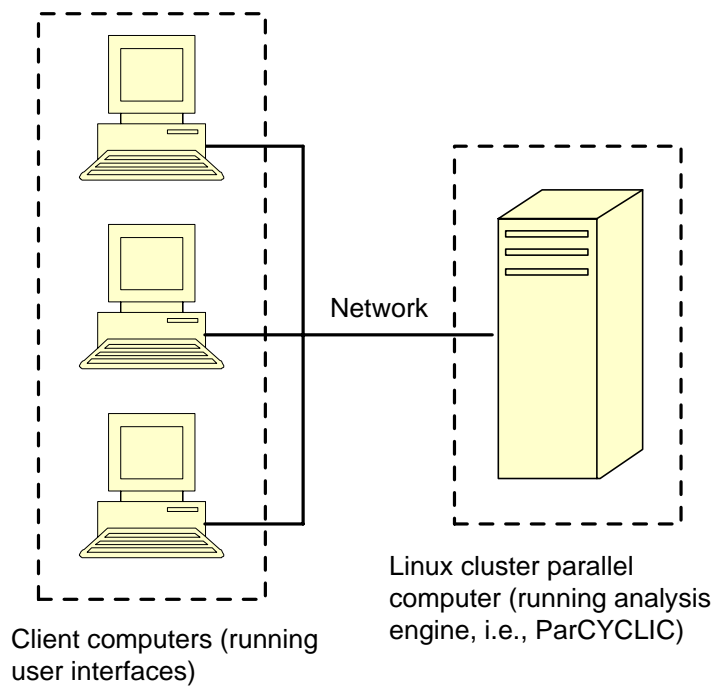 Network
Linux cluster parallel
computer (running analysis
engine, i.e., ParCYCLIC)
Client computers (running
user interfaces)